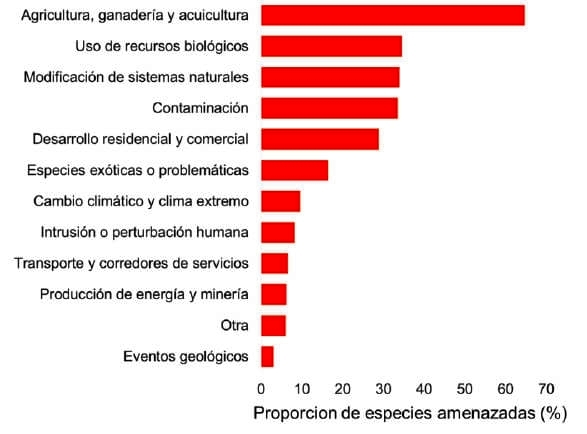 Agricultura, ganadería y acuicultura
Uso de recursos biológicos
Modificación de sistemas naturales
Contaminación
Desarrollo residencial y comercial
Especies exóticas o problemáticas
Cambio climático y clima extremo
Intrusión o perturbación humana
Transporte y corredores de servicios
Producción de energía y minería
Otra
Eventos geológicos
0 10 20 30 40 50 60 70
Proporcion de especies amenazadas (%)